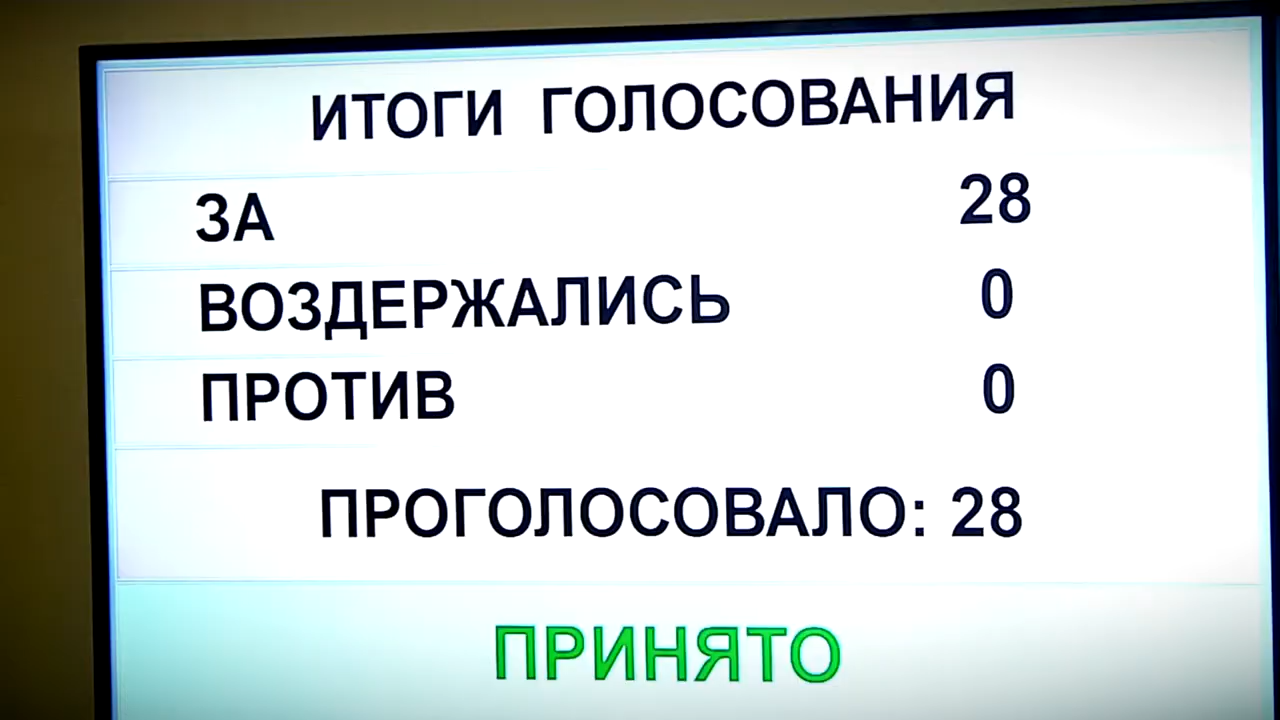 ИТОГИ ГОЛОСОВАНИЯ
ЗА 28
ВОЗДЕРЖАЛИСЬ 0
ПРОТИВ 0
ПРОГОЛОСОВАЛО: 28
ПРИНЯТО